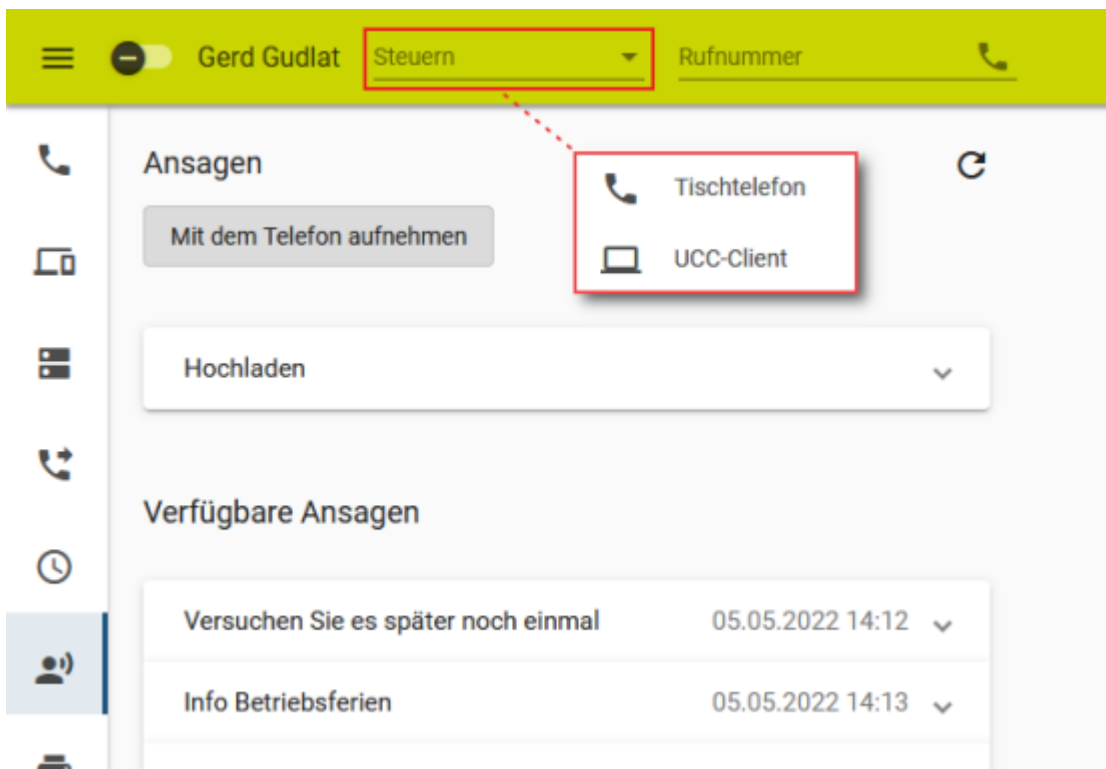 Gerd Gudlat Steuern Rufnummer
Ansagen
Tischtelefon
Mit dem Telefon aufnehmen
UCC-Client
Hochladen
Verfügbare Ansagen
Versuchen Sie es später noch einmal 05.05.2022 14:12
Info Betriebsferien 05.05.2022 14:13